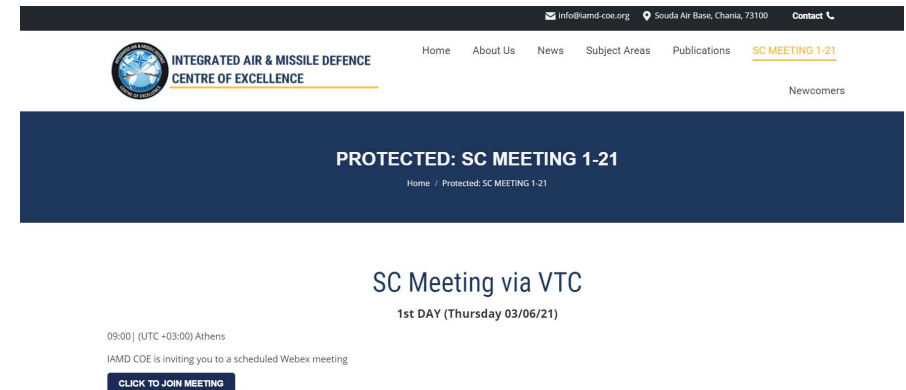 info@iamd-coe.org Souda Air Base, Chania, 73100 Contact
INTEGRATED AIR & MISSILE DEFENCE
CENTRE OF EXCELLENCE
Home About Us News Subject Areas Publications SC MEETING 1-21
Newcomers
PROTECTED: SC MEETING 1-21
Home / Protected: SC MEETING 1-21
SC Meeting via VTC
1st DAY (Thursday 03/06/21)
09:00| (UTC +03:00) Athens
IAMD COE is inviting you to a scheduled Webex meeting
CLICK TO JOIN MEETING